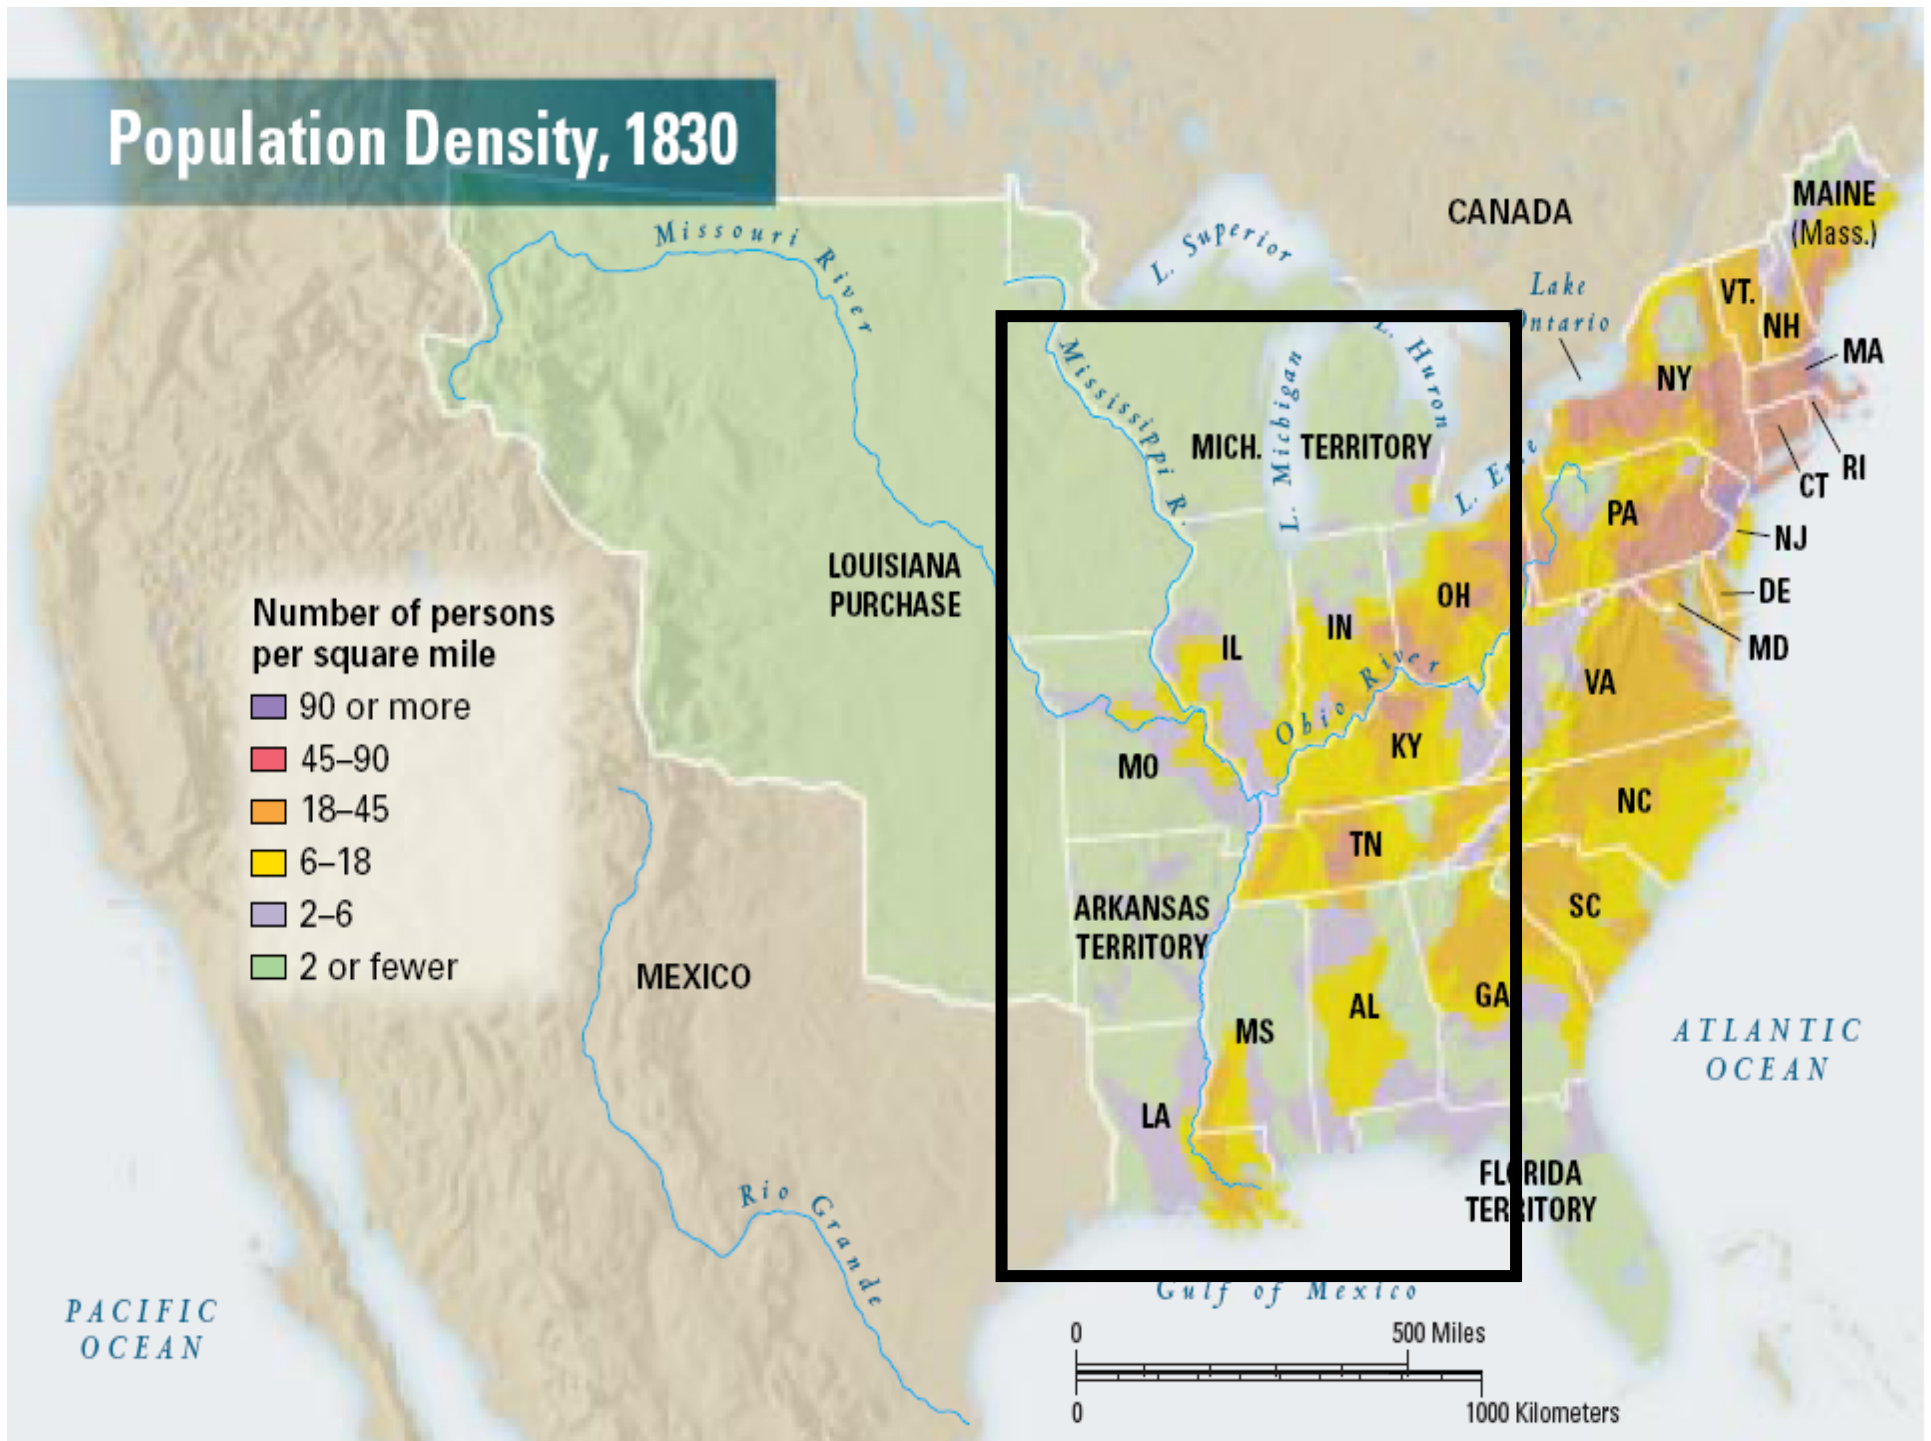 Population Density, 1830
Missouri River
L. Superior
CANADA
MAINE
(Mass.)
Lake
Ontario
VT.
NH
MA
NY
L. Huron
Mississippi R.
L. Michigan
MICH.
TERRITORY
L. Erie
RI
CT
PA
NJ
LOUISIANA
PURCHASE
OH
DE
IN
IL
MD
Ohio River
VA
KY
MO
NC
TN
SC
ARKANSAS
TERRITORY
MEXICO
GA
AL
MS
ATLANTIC
OCEAN
LA
FLORIDA
TERRITORY
Rio Grande
Gulf of Mexico
PACIFIC
OCEAN
Number of persons
per square mile
90 or more
45–90
18–45
6–18
2–6
2 or fewer
0 500 Miles
0 1000 Kilometers